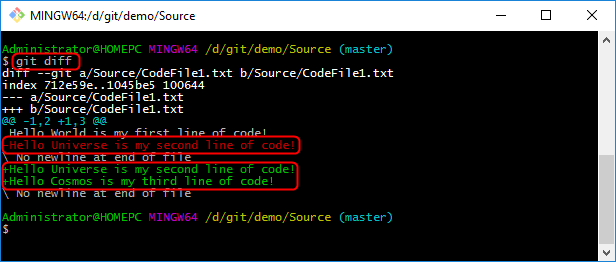 MINGW64:/d/git/demo/Source
Administrator@HOMEPC MINGW64 /d/git/demo/Source (master)
$ git diff
diff --git a/Source/CodeFile1.txt b/Source/CodeFile1.txt
index 712e59e..1045be5 100644
--- a/Source/CodeFile1.txt
+++ b/Source/CodeFile1.txt
@@ -1,2 +1,3 @@
 Hello World is my first line of code!
-Hello Universe is my second line of code!
\ No newline at end of file
+Hello Universe is my second line of code!
+Hello Cosmos is my third line of code!
\ No newline at end of file
Administrator@HOMEPC MINGW64 /d/git/demo/Source (master)
$